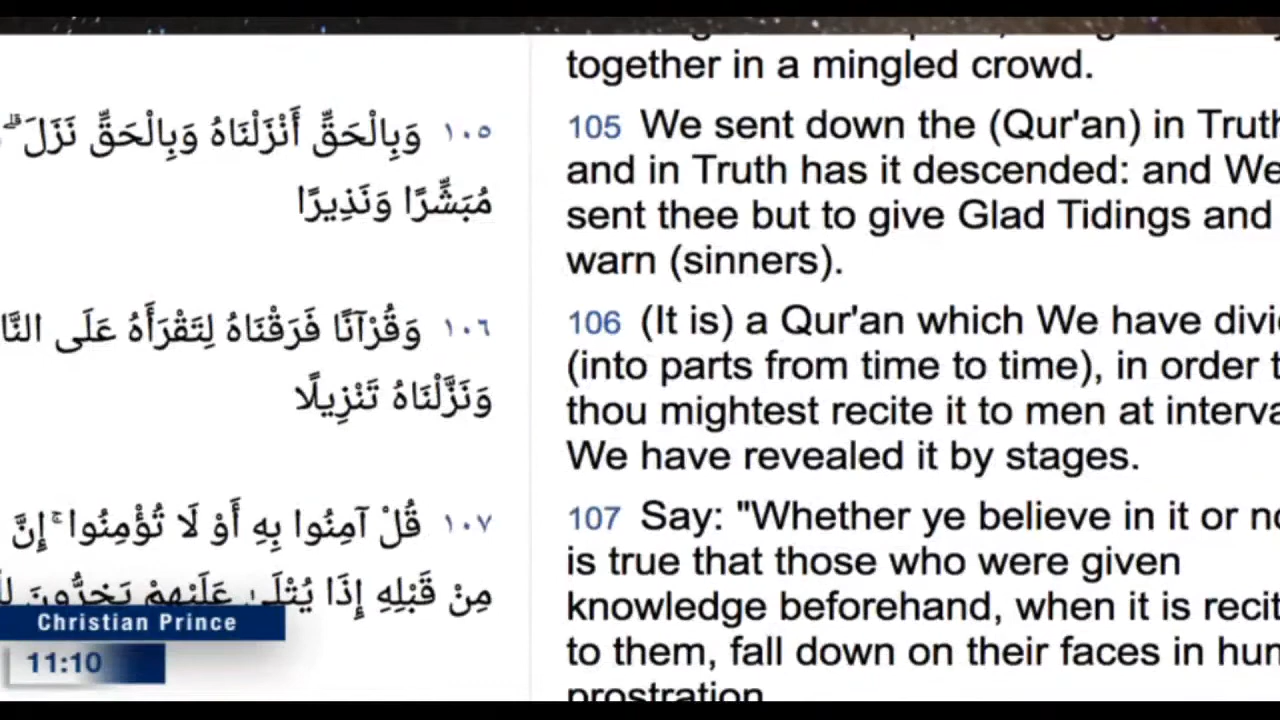 together in a mingled crowd.
١٠٥ وَبِالْحَقِّ أَنْزَلْنَاهُ وَبِالْحَقِّ نَزَلَ ۗ
مُبَشِّرًا وَنَذِيرًا
105 We sent down the (Qur'an) in Truth
and in Truth has it descended: and We
sent thee but to give Glad Tidings and
warn (sinners).
١٠٦ وَقُرْآنًا فَرَقْنَاهُ لِتَقْرَأَهُ عَلَى النَّا
وَنَزَّلْنَاهُ تَنْزِيلًا
106 (It is) a Qur'an which We have divi
(into parts from time to time), in order t
thou mightest recite it to men at interva
We have revealed it by stages.
١٠٧ قُلْ آمِنُوا بِهِ أَوْ لَا تُؤْمِنُوا ۚ إِنَّ
مِنْ قَبْلِهِ إِذَا يُتْلَىٰ عَلَيْهِمْ يَخِرُّونَ
107 Say: "Whether ye believe in it or no
is true that those who were given
knowledge beforehand, when it is recit
to them, fall down on their faces in hum
prostration
Christian Prince
11:10